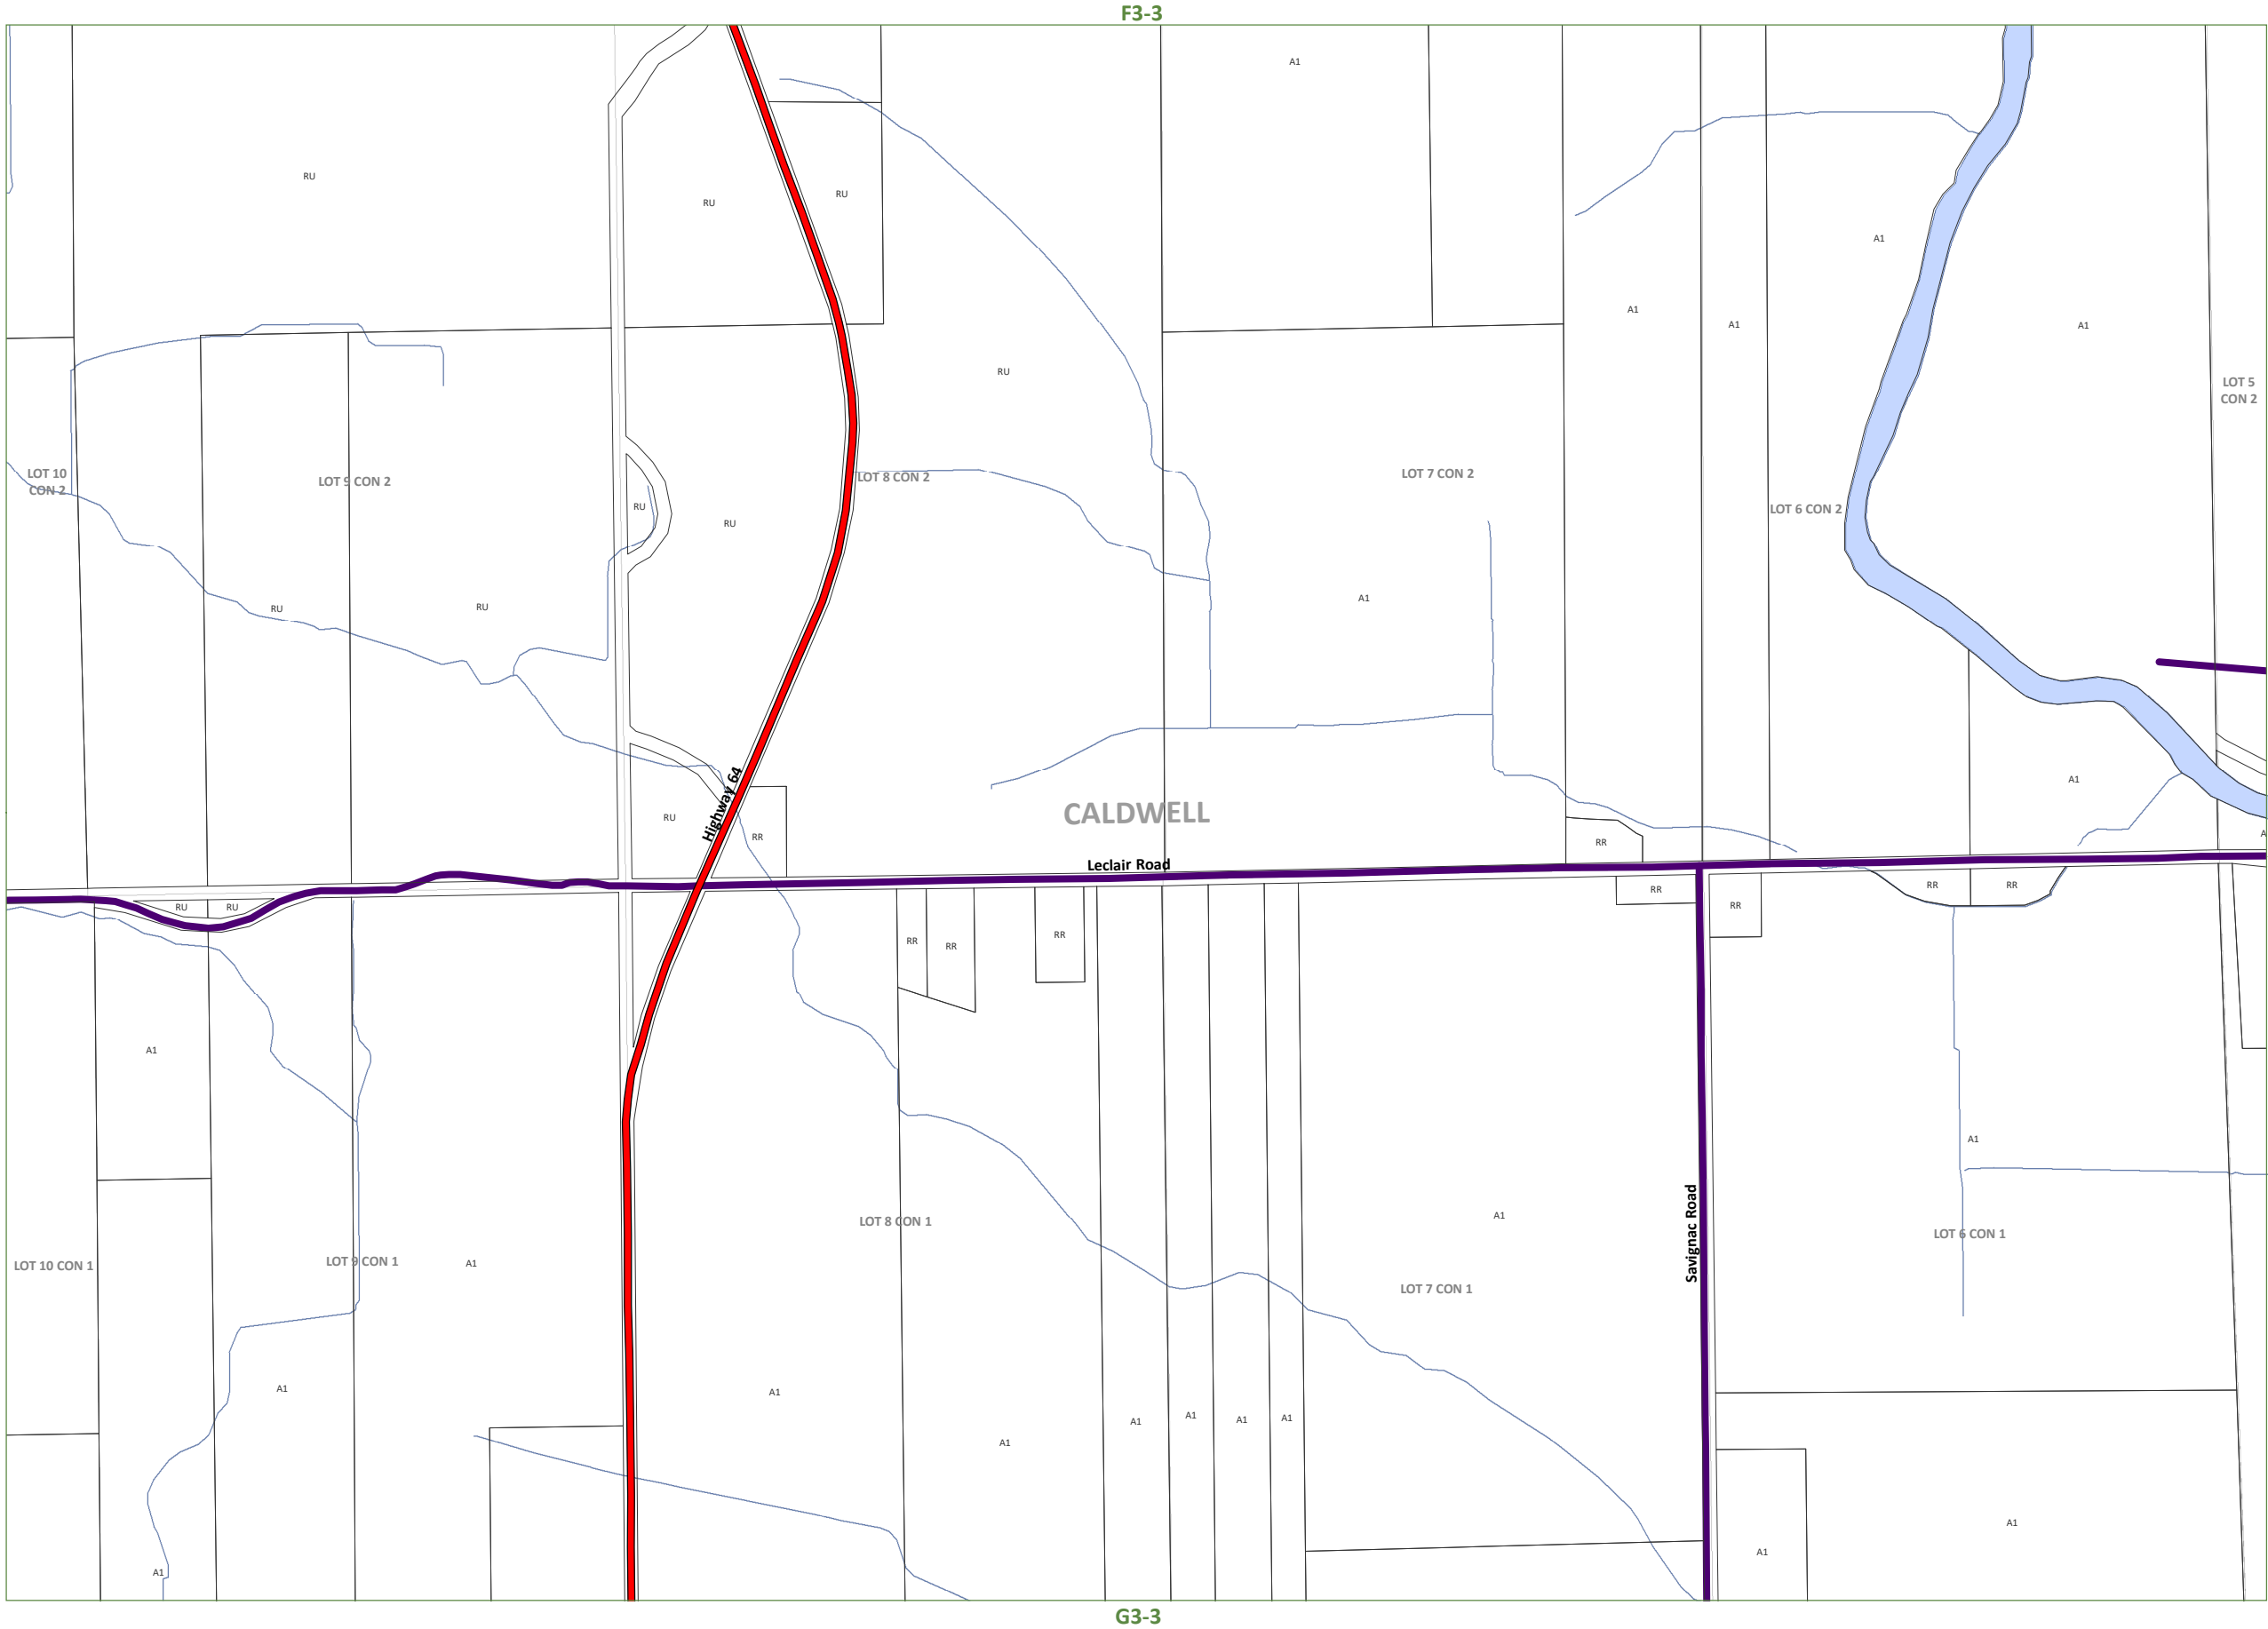 F3-3
A1
RU
RU
RU
A1
A1
A1
A1
RU
LOT 5
CON 2
LOT 10
CON 2
LOT 9 CON 2
LOT 8 CON 2
LOT 7 CON 2
LOT 6 CON 2
RU
RU
A1
RU
RU
A1
Highway 64
RU
RR
CALDWELL
RR
A
Leclair Road
RU
RU
RR
RR
RR
RR
RR
RR
RR
A1
A1
Savignac Road
A1
LOT 8 CON 1
LOT 6 CON 1
LOT 10 CON 1
LOT 9 CON 1
A1
LOT 7 CON 1
A1
A1
A1
A1
A1
A1
A1
A1
A1
A1
G3-3